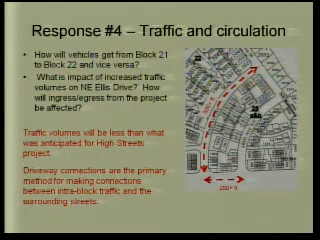 Response #4 – Traffic and circulation
• How will vehicles get from Block 21
to Block 22 and vice versa?
• What is impact of increased traffic
volumes on NE Ellis Drive? How
will ingress/egress from the project
be affected?
Traffic volumes will be less than what
was anticipated for High Streets
project.
Driveway connections are the primary
method for making connections
between intra-block traffic and the
surrounding streets.
22
200+ ft